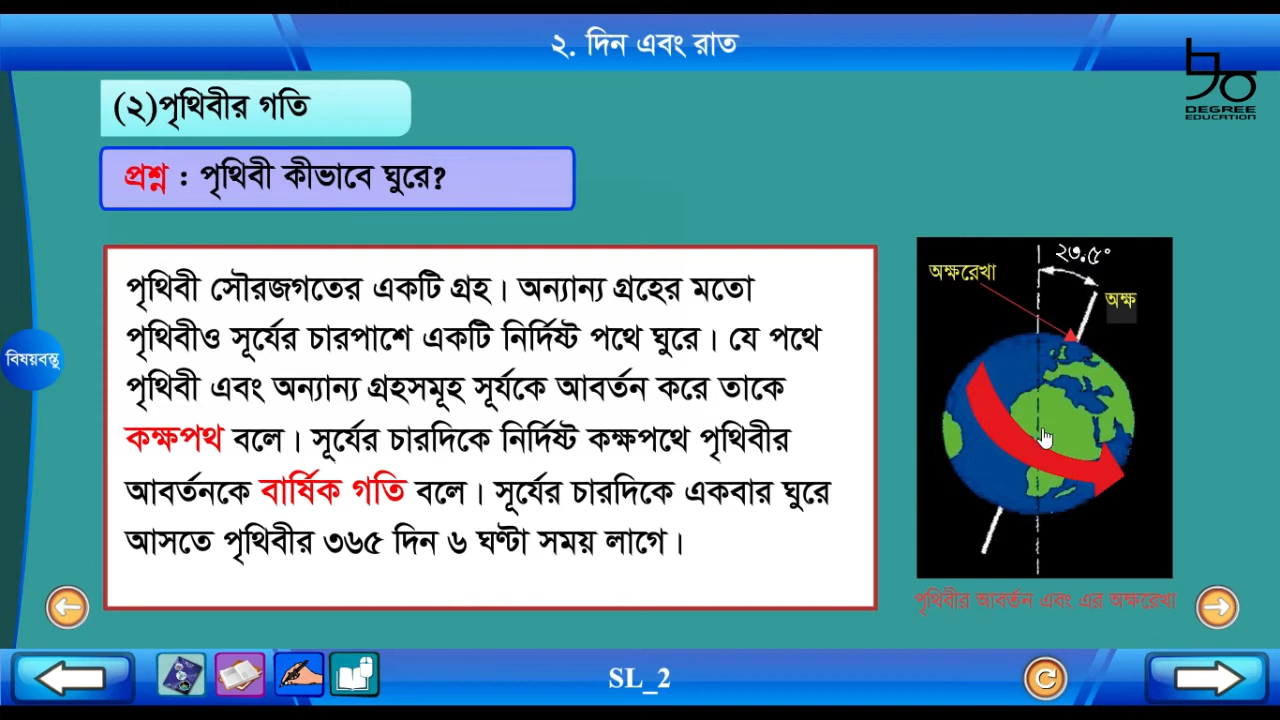 ২. দিন এবং রাত
DEGREE
EDUCATION
(২)পৃথিবীর গতি
প্রশ্ন : পৃথিবী কীভাবে ঘুরে?
পৃথিবী সৌরজগতের একটি গ্রহ। অন্যান্য গ্রহের মতো
পৃথিবীও সূর্যের চারপাশে একটি নির্দিষ্ট পথে ঘুরে। যে পথে
পৃথিবী এবং অন্যান্য গ্রহসমূহ সূর্যকে আবর্তন করে তাকে
কক্ষপথ বলে। সূর্যের চারদিকে নির্দিষ্ট কক্ষপথে পৃথিবীর
আবর্তনকে বার্ষিক গতি বলে। সূর্যের চারদিকে একবার ঘুরে
আসতে পৃথিবীর ৩৬৫ দিন ৬ ঘণ্টা সময় লাগে।
২৩.৫°
অক্ষরেখা
অক্ষ
পৃথিবীর আবর্তন এবং এর অক্ষরেখা
বিষয়বস্তু
SL_2